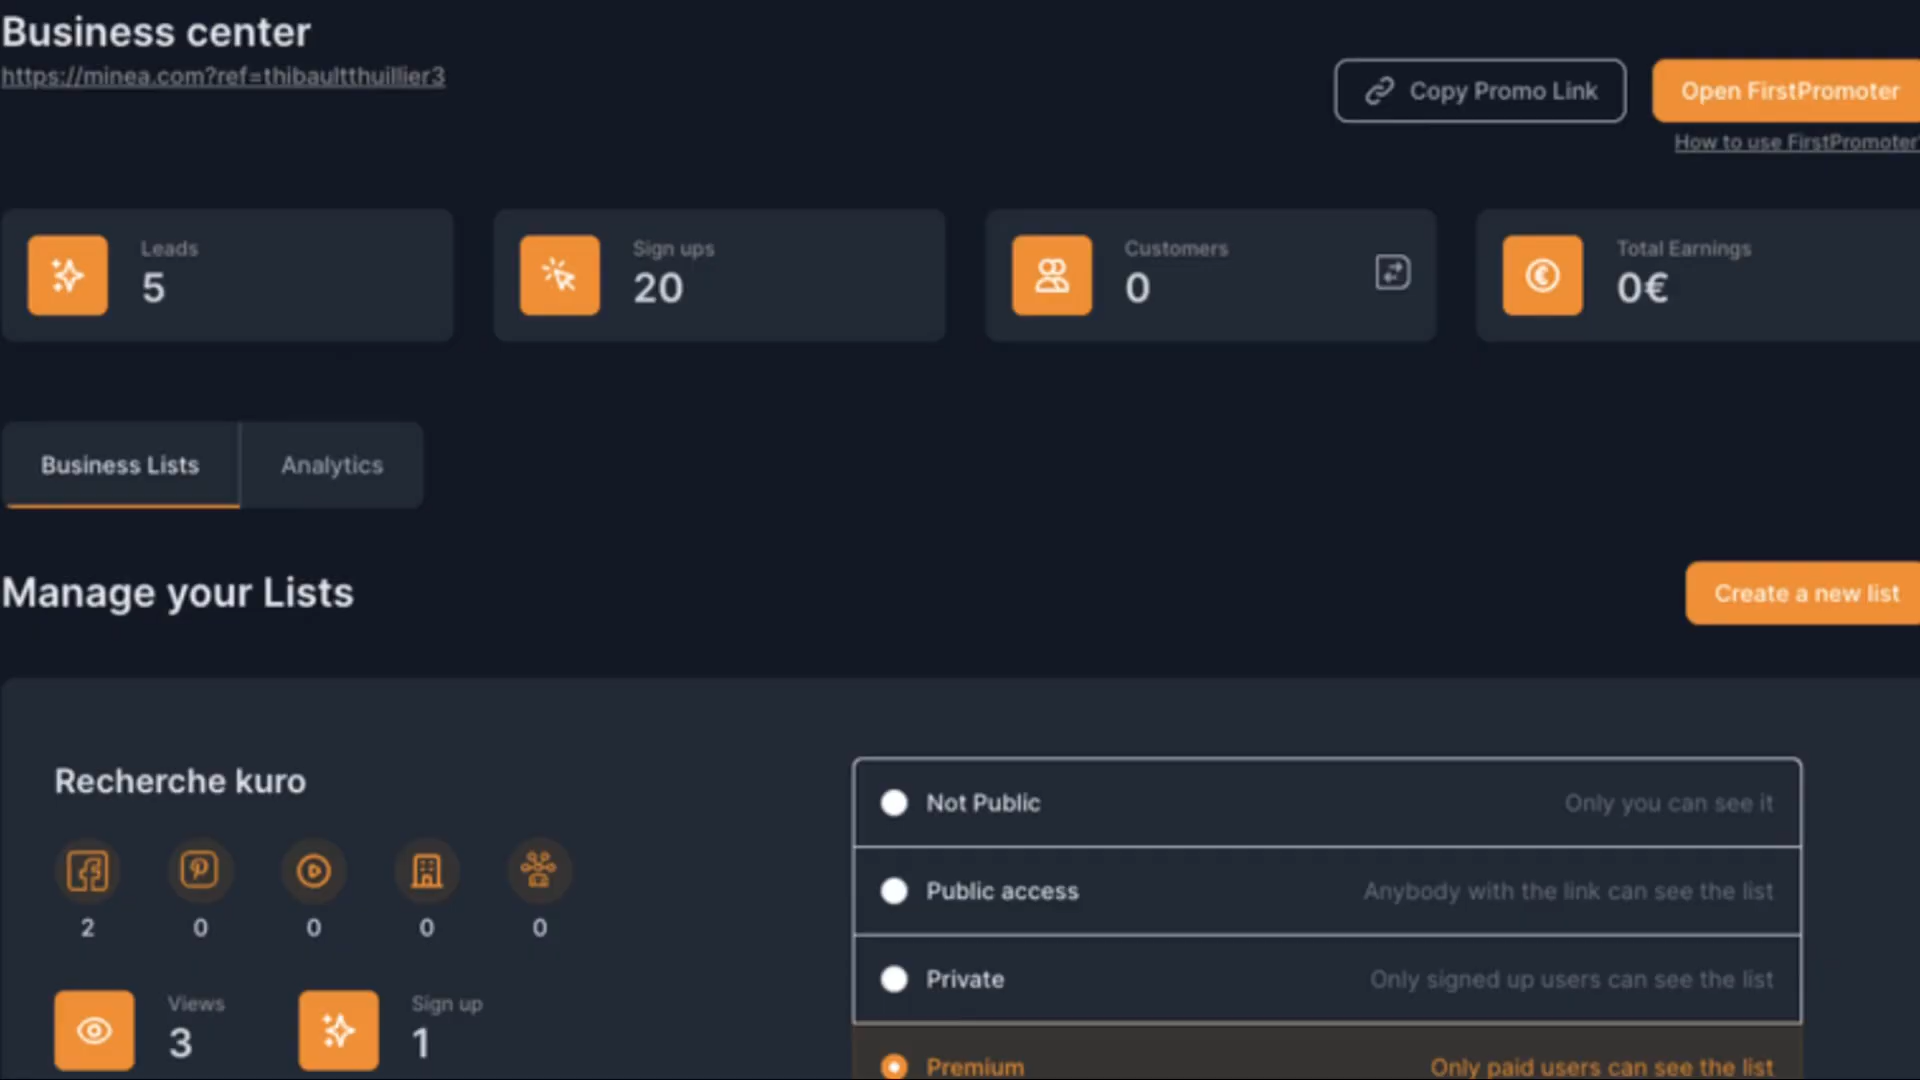 Business center
https://minea.com?ref=thibaultthuillier3
Copy Promo Link
Open FirstPromoter
How to use FirstPromoter?
Leads
5
Sign ups
20
Customers
0
Total Earnings
0€
Business Lists
Analytics
Manage your Lists
Create a new list
Recherche kuro
2
0
0
0
0
Views
3
Sign up
1
Not Public
Only you can see it
Public access
Anybody with the link can see the list
Private
Only signed up users can see the list
Premium
Only paid users can see the list